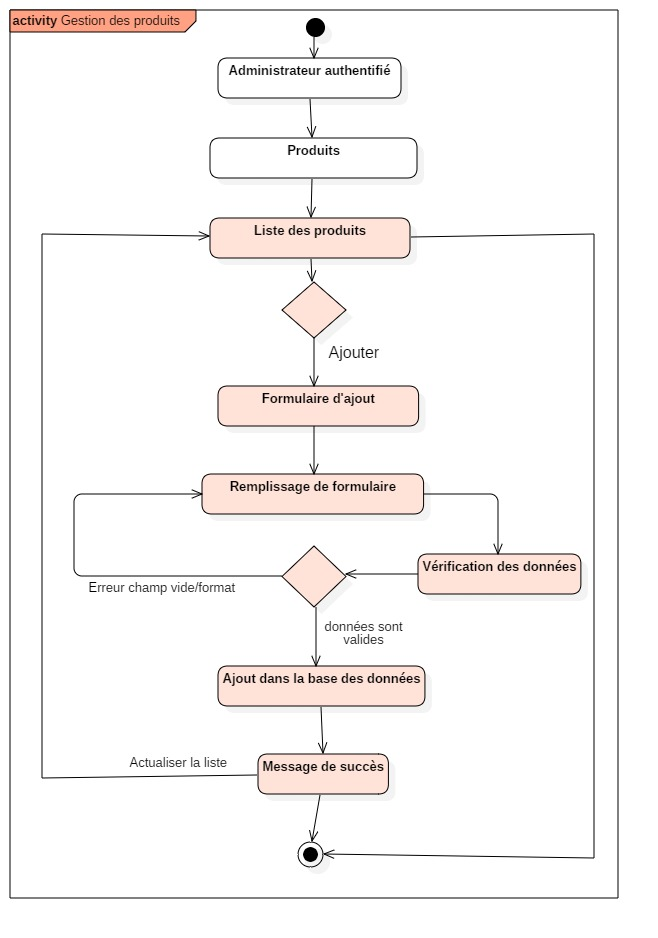 activity Gestion des produits
Administrateur authentifié
Produits
Liste des produits
Ajouter
Formulaire d'ajout
Remplissage de formulaire
Vérification des données
Erreur champ vide/format
données sont
valides
Ajout dans la base des données
Actualiser la liste
Message de succès